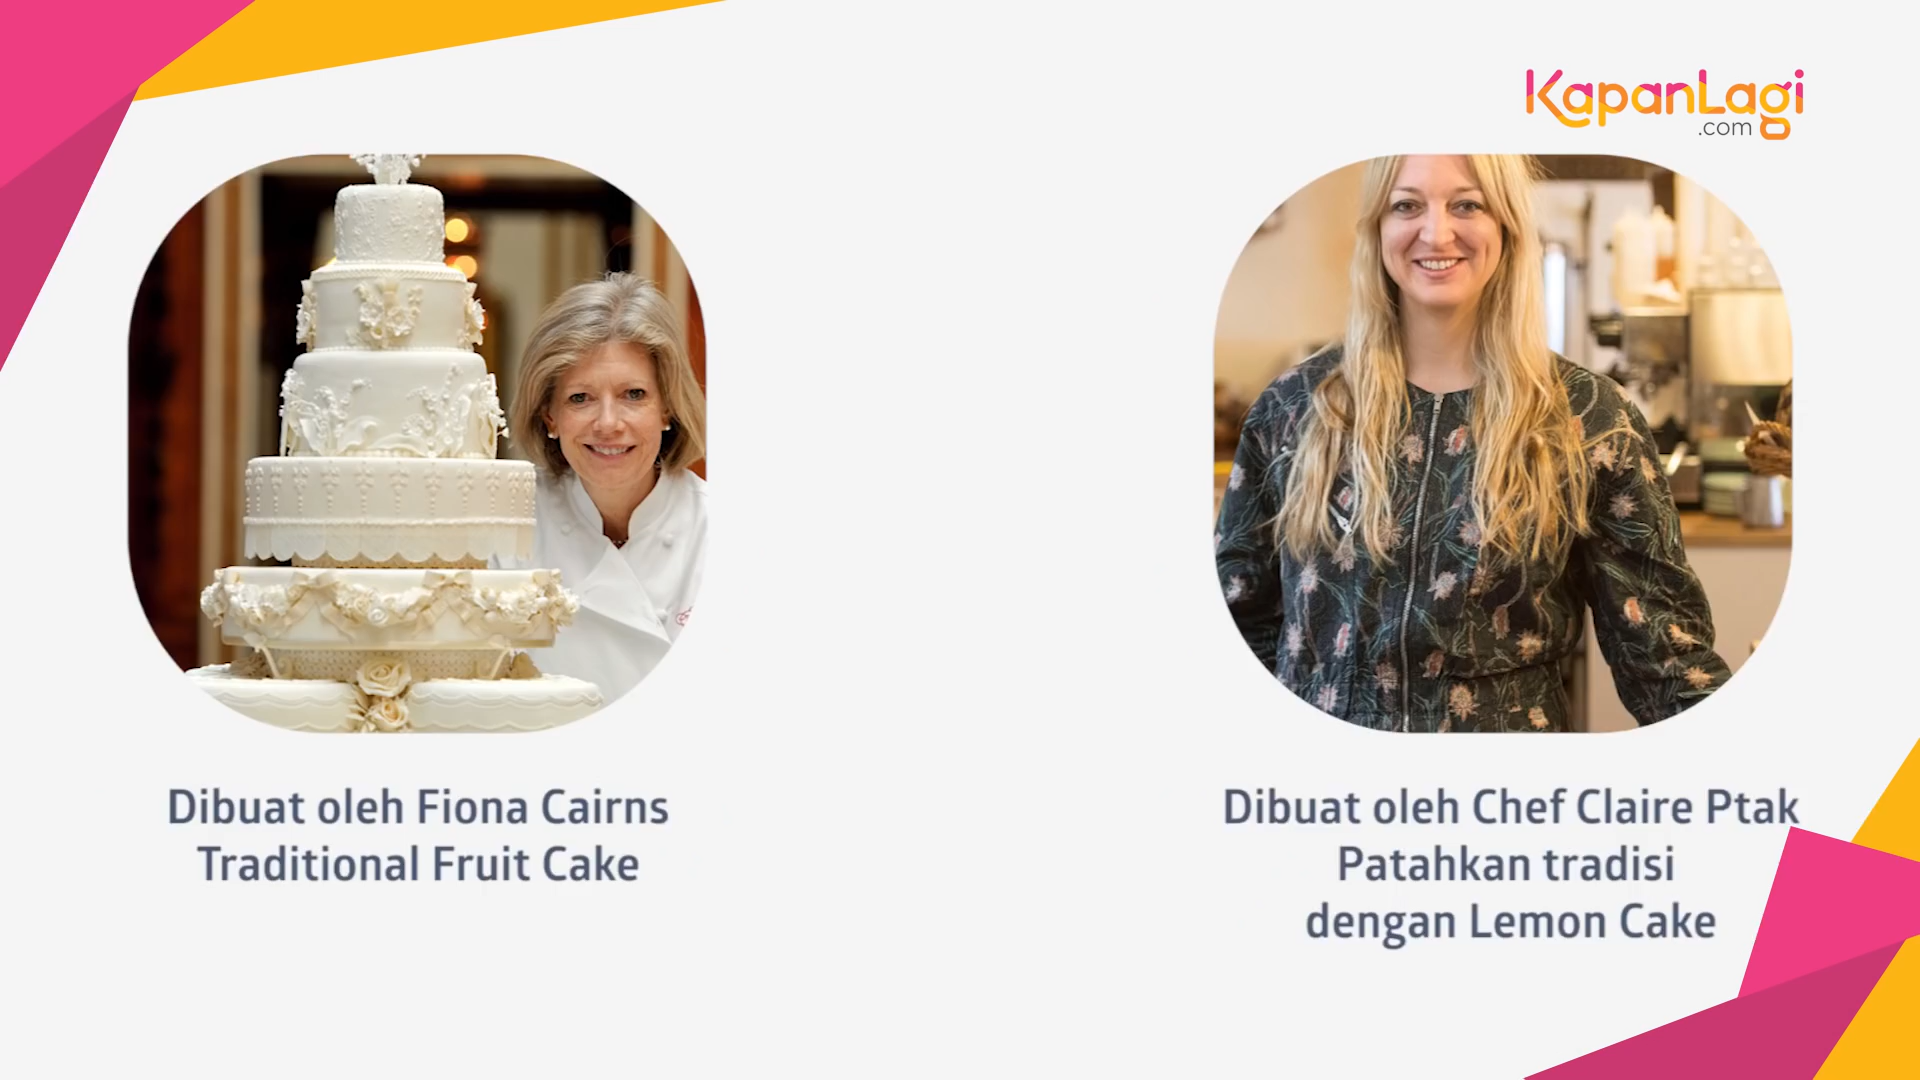 KapanLagi
.com
Dibuat oleh Fiona Cairns
Traditional Fruit Cake
Dibuat oleh Chef Claire Ptak
Patahkan tradisi
dengan Lemon Cake